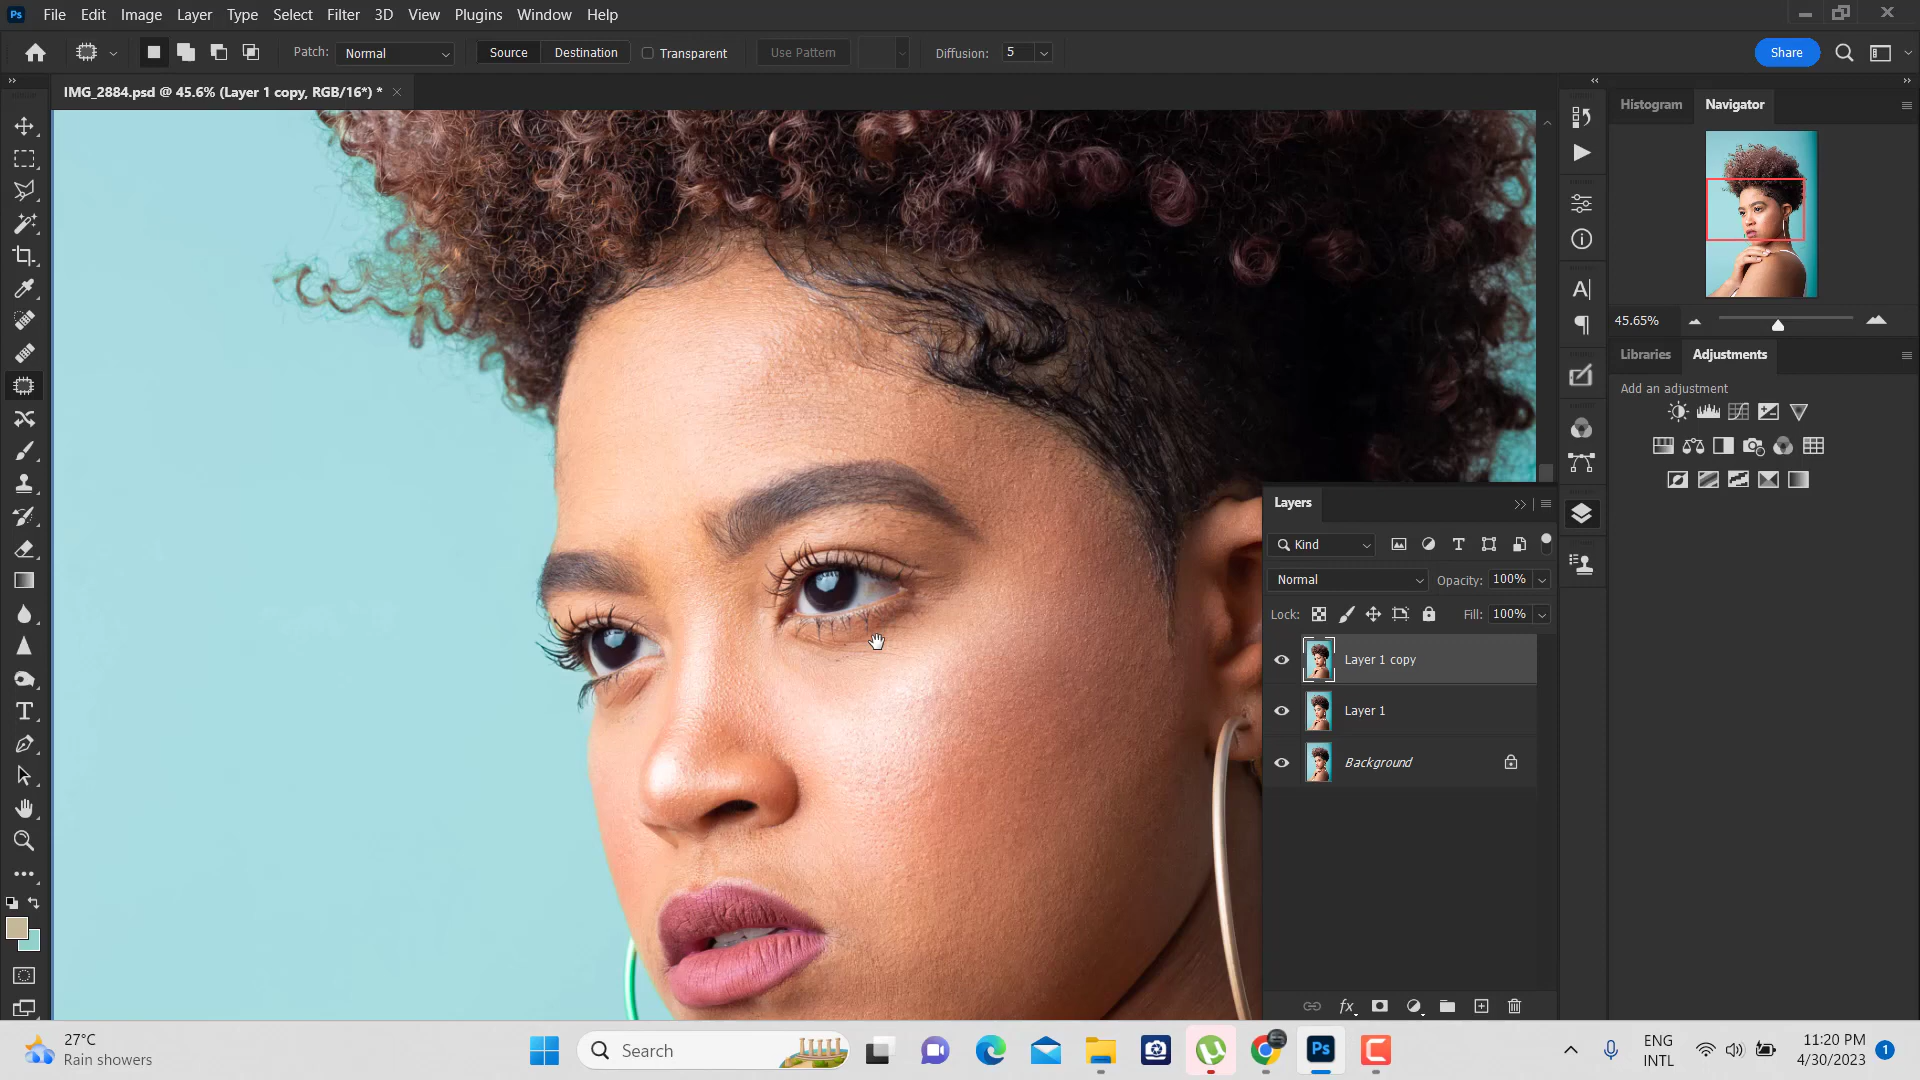 Ps File Edit Image Layer Type Select Filter 3D View Plugins Window Help
Patch: Normal Source Destination Transparent Use Pattern Diffusion: 5 Share
IMG_2884.psd @ 45.6% (Layer 1 copy, RGB/16*) *
Histogram Navigator
45.65%
Libraries Adjustments
Add an adjustment
Layers
Kind
Normal Opacity: 100%
Lock: Fill: 100%
Layer 1 copy
Layer 1
Background
27°C
Rain showers
Search
Ps
ENG
INTL
11:20 PM
4/30/2023
1